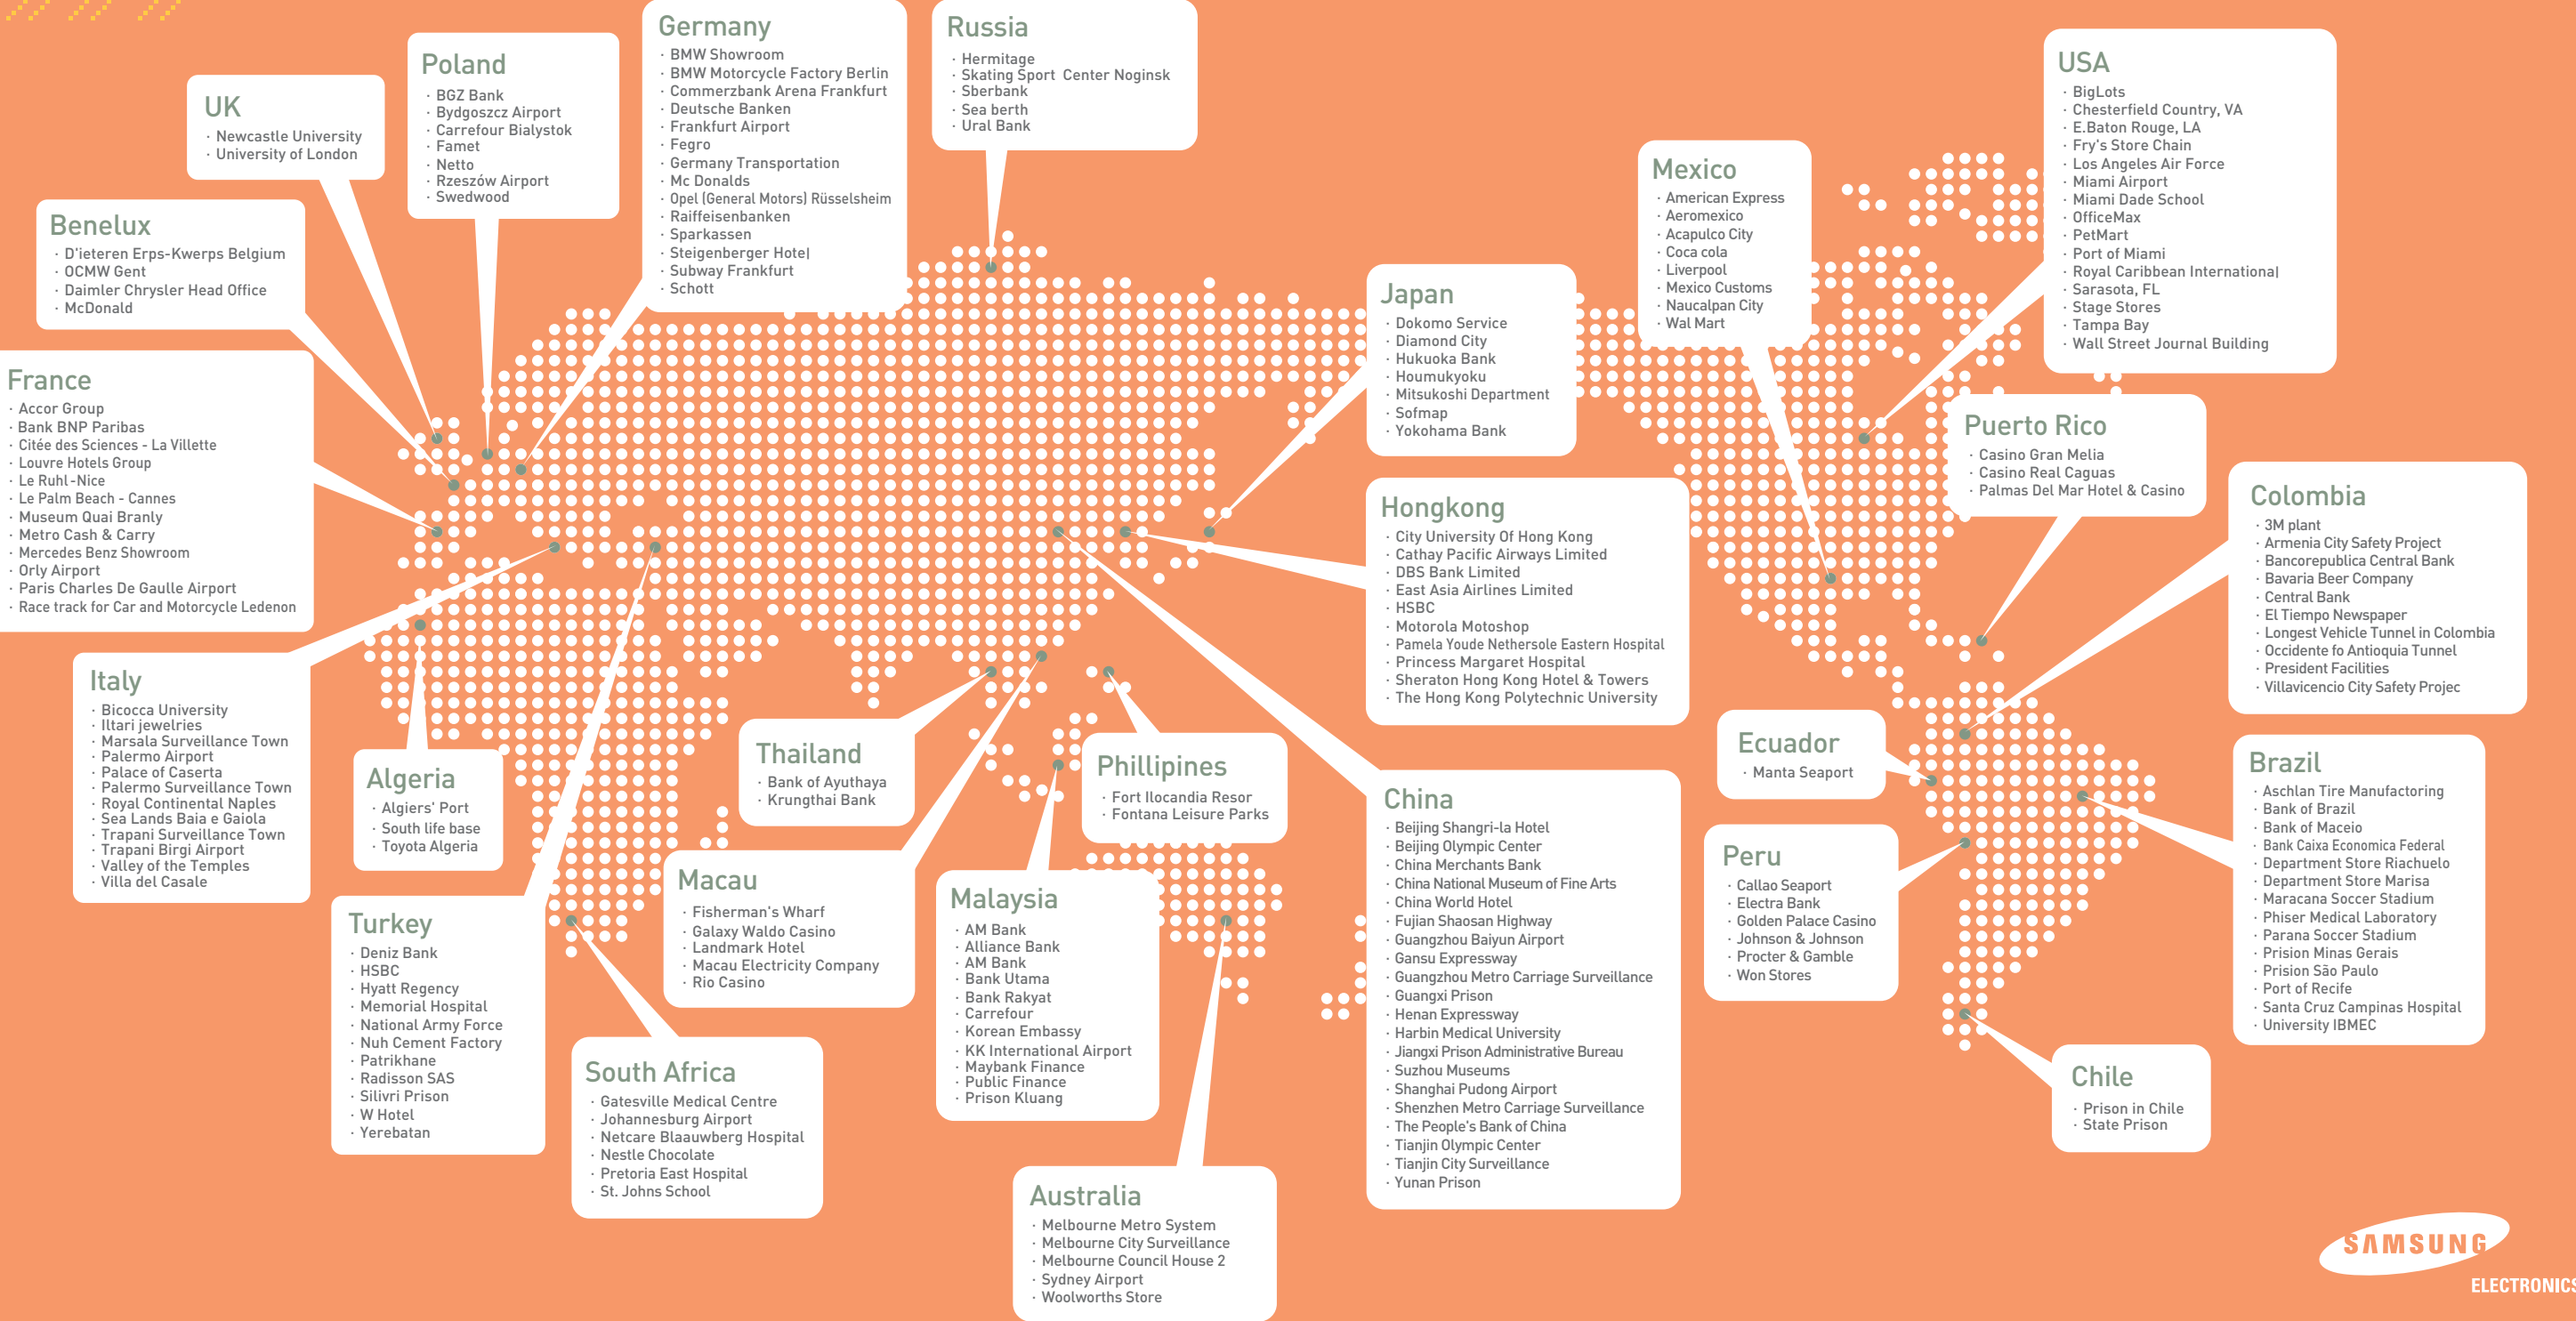 UK
· Newcastle University
· University of London
Poland
· BGZ Bank
· Bydgoszcz Airport
· Carrefour Bialystok
· Famet
· Netto
· Rzeszów Airport
· Swedwood
Germany
· BMW Showroom
· BMW Motorcycle Factory Berlin
· Commerzbank Arena Frankfurt
· Deutsche Banken
· Frankfurt Airport
· Fegro
· Germany Transportation
· Mc Donalds
· Opel (General Motors) Rüsselsheim
· Raiffeisenbanken
· Sparkassen
· Steigenberger Hotel
· Subway Frankfurt
· Schott
Russia
· Hermitage
· Skating Sport Center Noginsk
· Sberbank
· Sea berth
· Ural Bank
Benelux
· D'ieteren Erps-Kwerps Belgium
· OCMW Gent
· Daimler Chrysler Head Office
· McDonald
France
· Accor Group
· Bank BNP Paribas
· Citée des Sciences - La Villette
· Louvre Hotels Group
· Le Ruhl-Nice
· Le Palm Beach - Cannes
· Museum Quai Branly
· Metro Cash & Carry
· Mercedes Benz Showroom
· Orly Airport
· Paris Charles De Gaulle Airport
· Race track for Car and Motorcycle Ledenon
Italy
· Bicocca University
· Iltari jewelries
· Marsala Surveillance Town
· Palermo Airport
· Palace of Caserta
· Palermo Surveillance Town
· Royal Continental Naples
· Sea Lands Baia e Gaiola
· Trapani Surveillance Town
· Trapani Birgi Airport
· Valley of the Temples
· Villa del Casale
Algeria
· Algiers' Port
· South life base
· Toyota Algeria
Turkey
· Deniz Bank
· HSBC
· Hyatt Regency
· Memorial Hospital
· National Army Force
· Nuh Cement Factory
· Patrikhane
· Radisson SAS
· Silivri Prison
· W Hotel
· Yerebatan
South Africa
· Gatesville Medical Centre
· Johannesburg Airport
· Netcare Blaauwberg Hospital
· Nestle Chocolate
· Pretoria East Hospital
· St. Johns School
Thailand
· Bank of Ayuthaya
· Krungthai Bank
Macau
· Fisherman's Wharf
· Galaxy Waldo Casino
· Landmark Hotel
· Macau Electricity Company
· Rio Casino
Malaysia
· AM Bank
· Alliance Bank
· AM Bank
· Bank Utama
· Bank Rakyat
· Carrefour
· Korean Embassy
· KK International Airport
· Maybank Finance
· Public Finance
· Prison Kluang
Phillipines
· Fort Ilocandia Resor
· Fontana Leisure Parks
Australia
· Melbourne Metro System
· Melbourne City Surveillance
· Melbourne Council House 2
· Sydney Airport
· Woolworths Store
Japan
· Dokomo Service
· Diamond City
· Hukuoka Bank
· Houmukyoku
· Mitsukoshi Department
· Sofmap
· Yokohama Bank
Hongkong
· City University Of Hong Kong
· Cathay Pacific Airways Limited
· DBS Bank Limited
· East Asia Airlines Limited
· HSBC
· Motorola Motoshop
· Pamela Youde Nethersole Eastern Hospital
· Princess Margaret Hospital
· Sheraton Hong Kong Hotel & Towers
· The Hong Kong Polytechnic University
China
· Beijing Shangri-la Hotel
· Beijing Olympic Center
· China Merchants Bank
· China National Museum of Fine Arts
· China World Hotel
· Fujian Shaosan Highway
· Guangzhou Baiyun Airport
· Gansu Expressway
· Guangzhou Metro Carriage Surveillance
· Guangxi Prison
· Henan Expressway
· Harbin Medical University
· Jiangxi Prison Administrative Bureau
· Suzhou Museums
· Shanghai Pudong Airport
· Shenzhen Metro Carriage Surveillance
· The People's Bank of China
· Tianjin Olympic Center
· Tianjin City Surveillance
· Yunan Prison
Mexico
· American Express
· Aeromexico
· Acapulco City
· Coca cola
· Liverpool
· Mexico Customs
· Naucalpan City
· Wal Mart
USA
· BigLots
· Chesterfield Country, VA
· E.Baton Rouge, LA
· Fry's Store Chain
· Los Angeles Air Force
· Miami Airport
· Miami Dade School
· OfficeMax
· PetMart
· Port of Miami
· Royal Caribbean International
· Sarasota, FL
· Stage Stores
· Tampa Bay
· Wall Street Journal Building
Puerto Rico
· Casino Gran Melia
· Casino Real Caguas
· Palmas Del Mar Hotel & Casino
Colombia
· 3M plant
· Armenia City Safety Project
· Bancorepublica Central Bank
· Bavaria Beer Company
· Central Bank
· El Tiempo Newspaper
· Longest Vehicle Tunnel in Colombia
· Occidente fo Antioquia Tunnel
· President Facilities
· Villavicencio City Safety Projec
Ecuador
· Manta Seaport
Peru
· Callao Seaport
· Electra Bank
· Golden Palace Casino
· Johnson & Johnson
· Procter & Gamble
· Won Stores
Brazil
· Aschlan Tire Manufactoring
· Bank of Brazil
· Bank of Maceio
· Bank Caixa Economica Federal
· Department Store Riachuelo
· Department Store Marisa
· Maracana Soccer Stadium
· Phiser Medical Laboratory
· Parana Soccer Stadium
· Prision Minas Gerais
· Prision São Paulo
· Port of Recife
· Santa Cruz Campinas Hospital
· University IBMEC
Chile
· Prison in Chile
· State Prison
SAMSUNG
ELECTRONICS